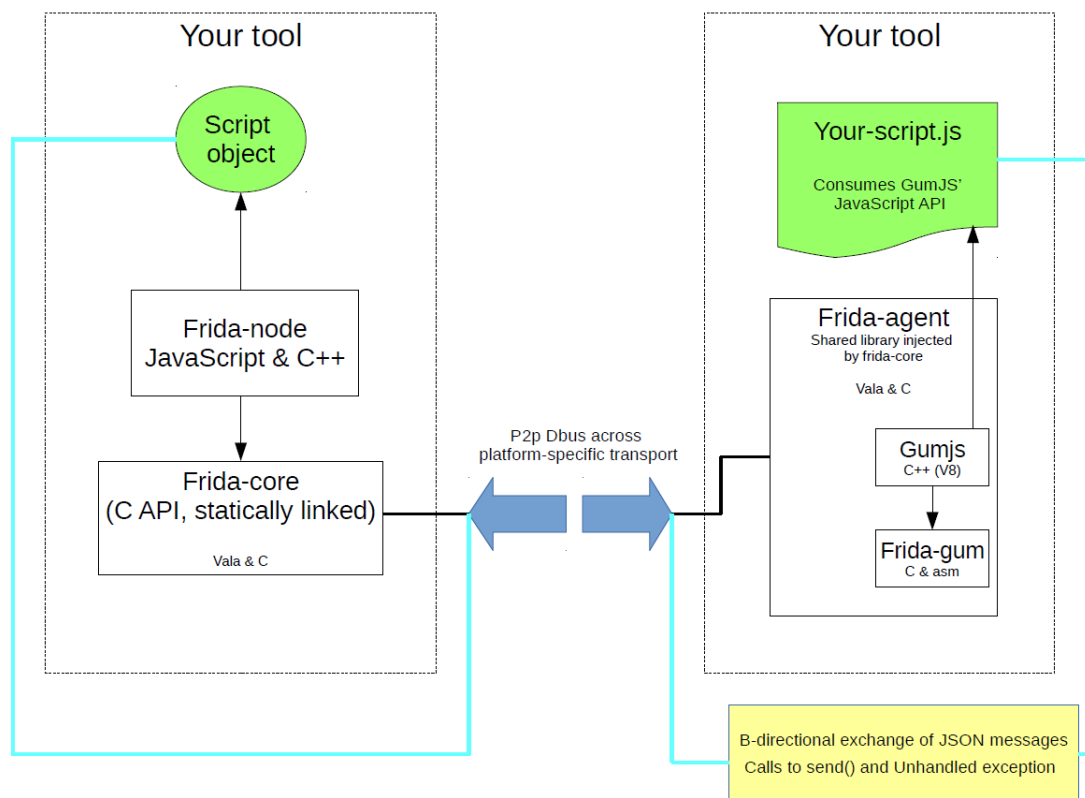 Your tool
Script
object
Frida-node
JavaScript & C++
Frida-core
(C API, statically linked)
Vala & C
P2p Dbus across
platform-specific transport
Your tool
Your-script.js
Consumes GumJS’
JavaScript API
Frida-agent
Shared library injected
by frida-core
Vala & C
Gumjs
C++ (V8)
Frida-gum
C & asm
B-directional exchange of JSON messages
Calls to send() and Unhandled exception